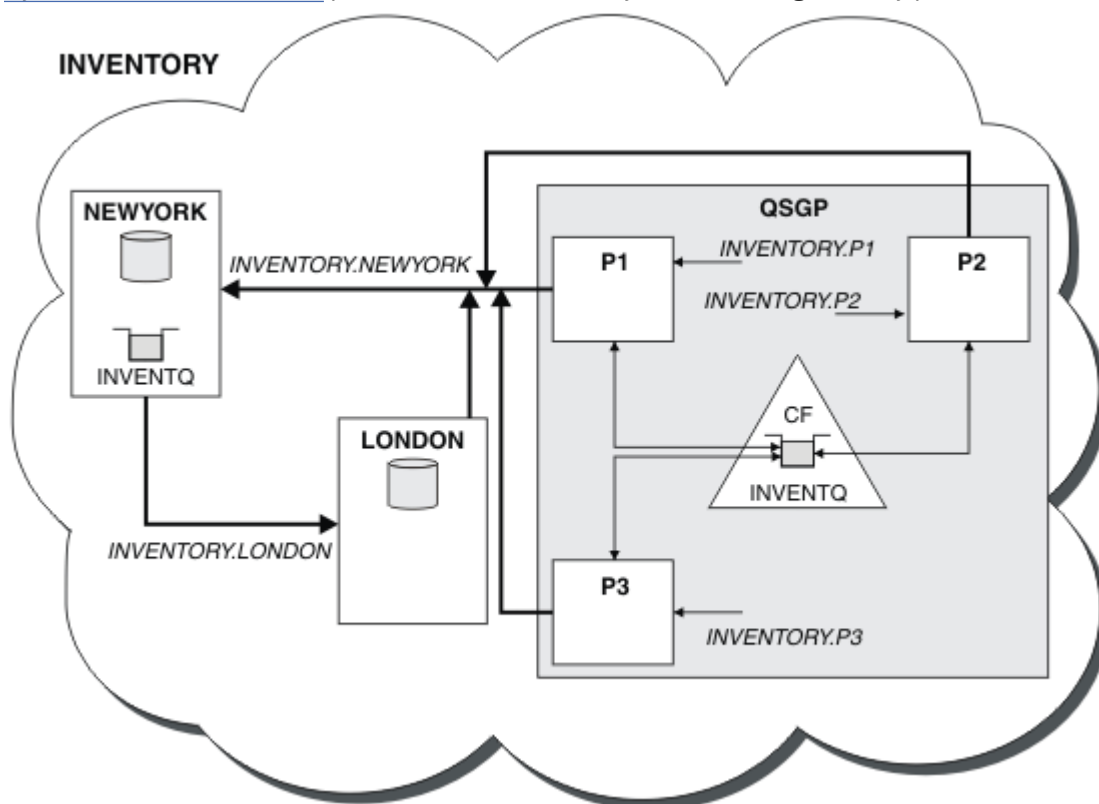 INVENTORY
NEWYORK
INVENTQ
INVENTORY.NEWYORK
LONDON
INVENTORY.LONDON
QSGP
P1
INVENTORY.P1
P2
INVENTORY.P2
CF
INVENTQ
P3
INVENTORY.P3